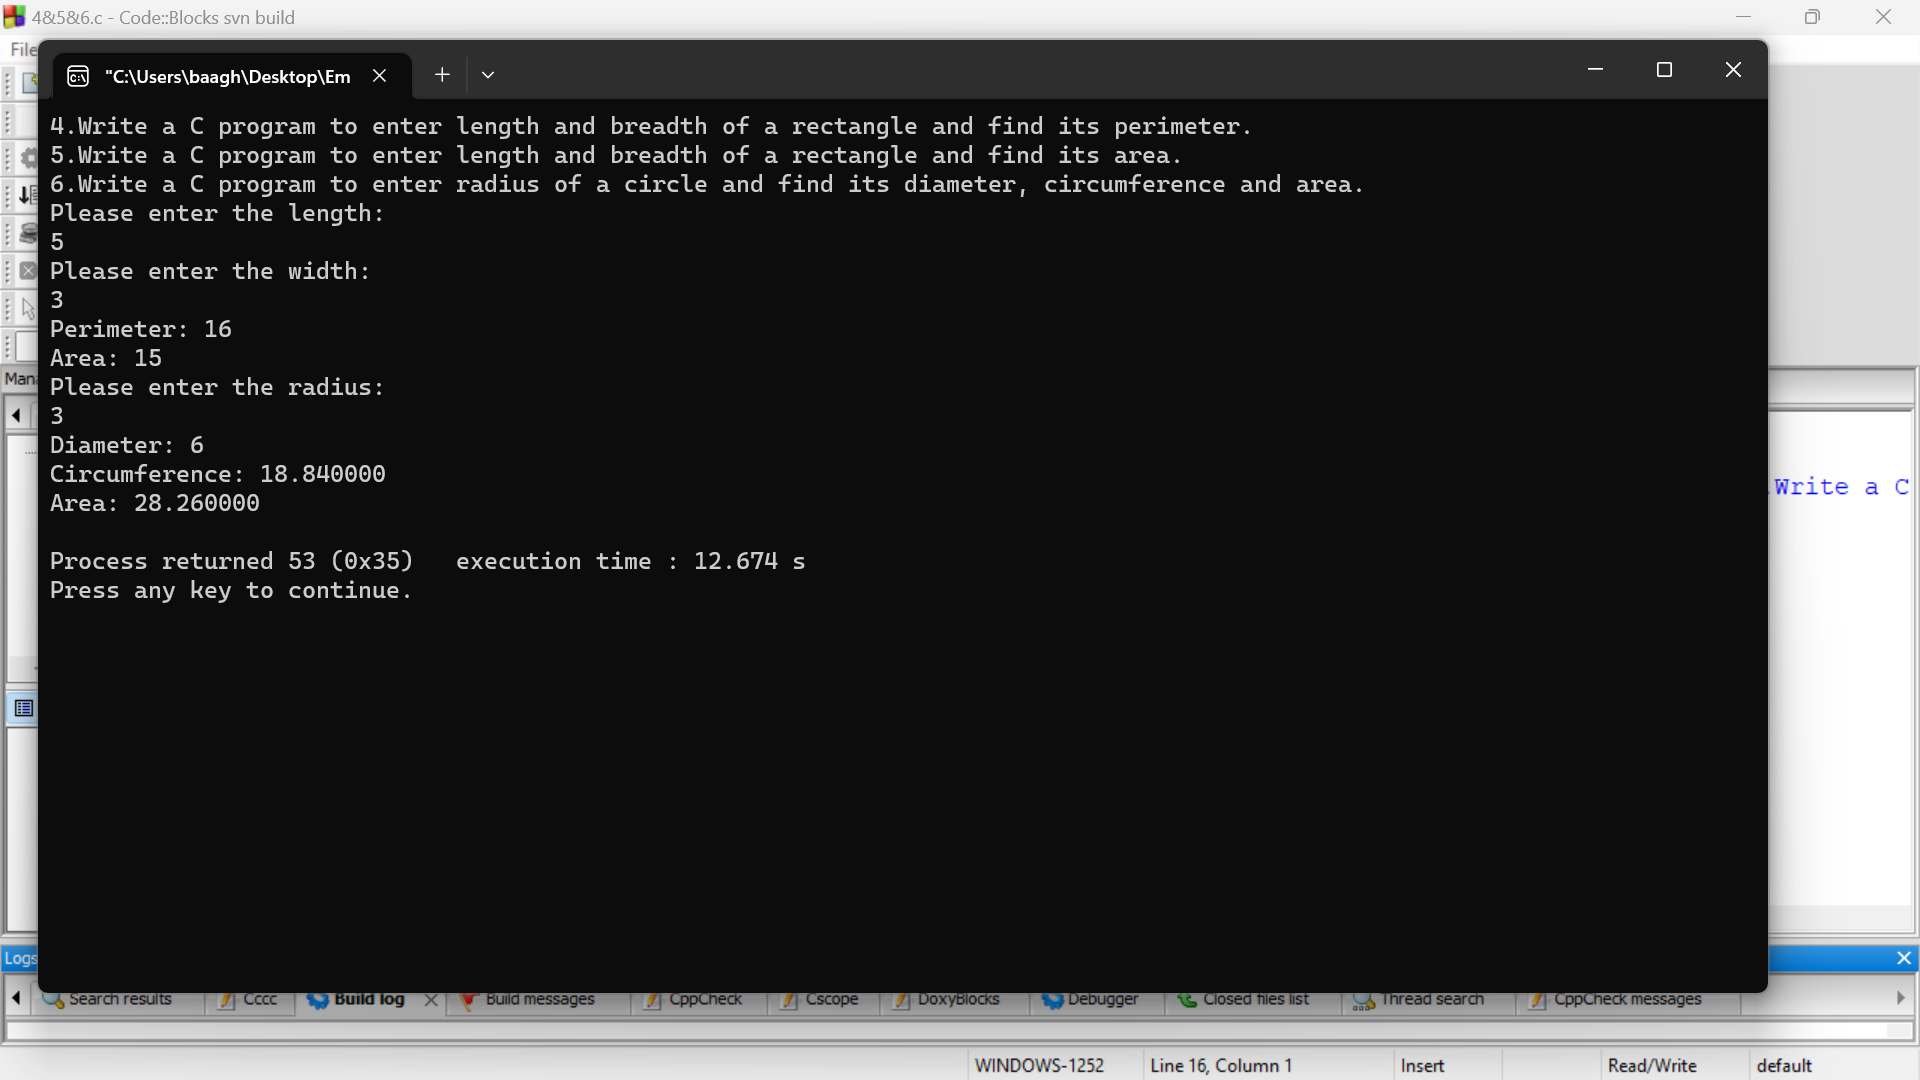 4&5&6.c - Code::Blocks svn build
File
"C:\Users\baagh\Desktop\Em
4.Write a C program to enter length and breadth of a rectangle and find its perimeter.
5.Write a C program to enter length and breadth of a rectangle and find its area.
6.Write a C program to enter radius of a circle and find its diameter, circumference and area.
Please enter the length:
5
Please enter the width:
3
Perimeter: 16
Area: 15
Please enter the radius:
3
Diameter: 6
Circumference: 18.840000
Area: 28.260000
Process returned 53 (0x35)   execution time : 12.674 s
Press any key to continue.
Mana
.Write a C
Logs
Search results
Cccc
Build log
Build messages
CppCheck
Cscope
DoxyBlocks
Debugger
Closed files list
Thread search
CppCheck messages
WINDOWS-1252
Line 16, Column 1
Insert
Read/Write
default